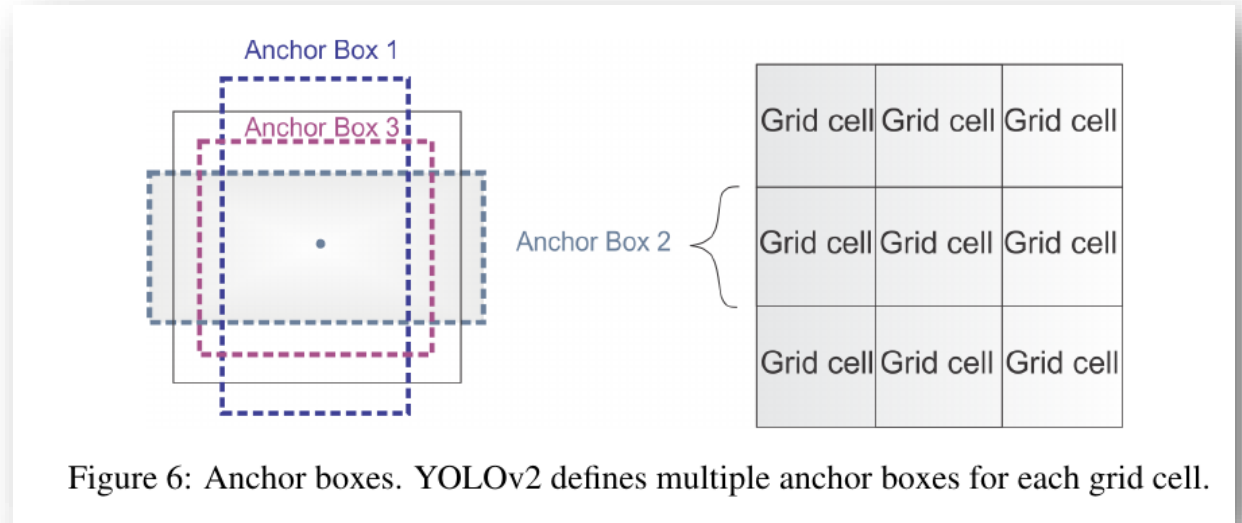 Anchor Box 1
Anchor Box 3
Anchor Box 2
Grid cell Grid cell Grid cell
Grid cell Grid cell Grid cell
Grid cell Grid cell Grid cell
Figure 6: Anchor boxes. YOLOv2 defines multiple anchor boxes for each grid cell.